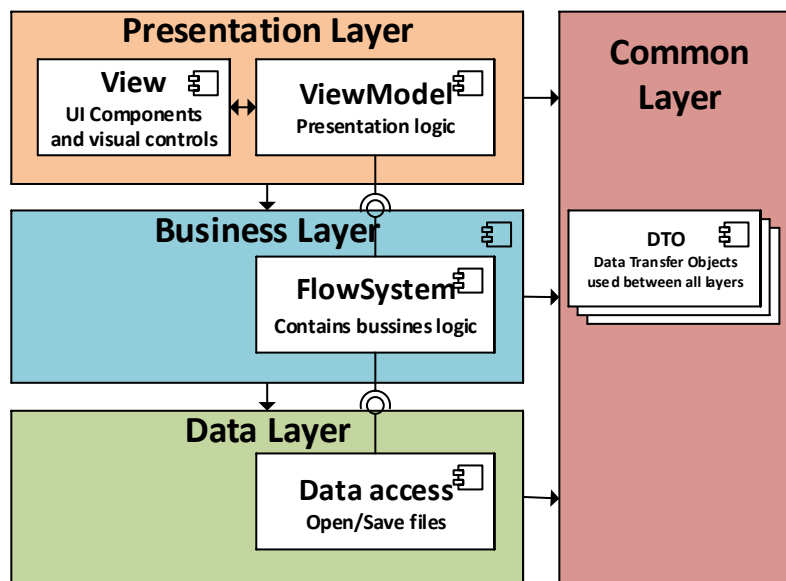 Presentation Layer
View
UI Components
and visual controls
ViewModel
Presentation logic
Common
Layer
Business Layer
FlowSystem
Contains bussines logic
DTO
Data Transfer Objects
used between all layers
Data Layer
Data access
Open/Save files